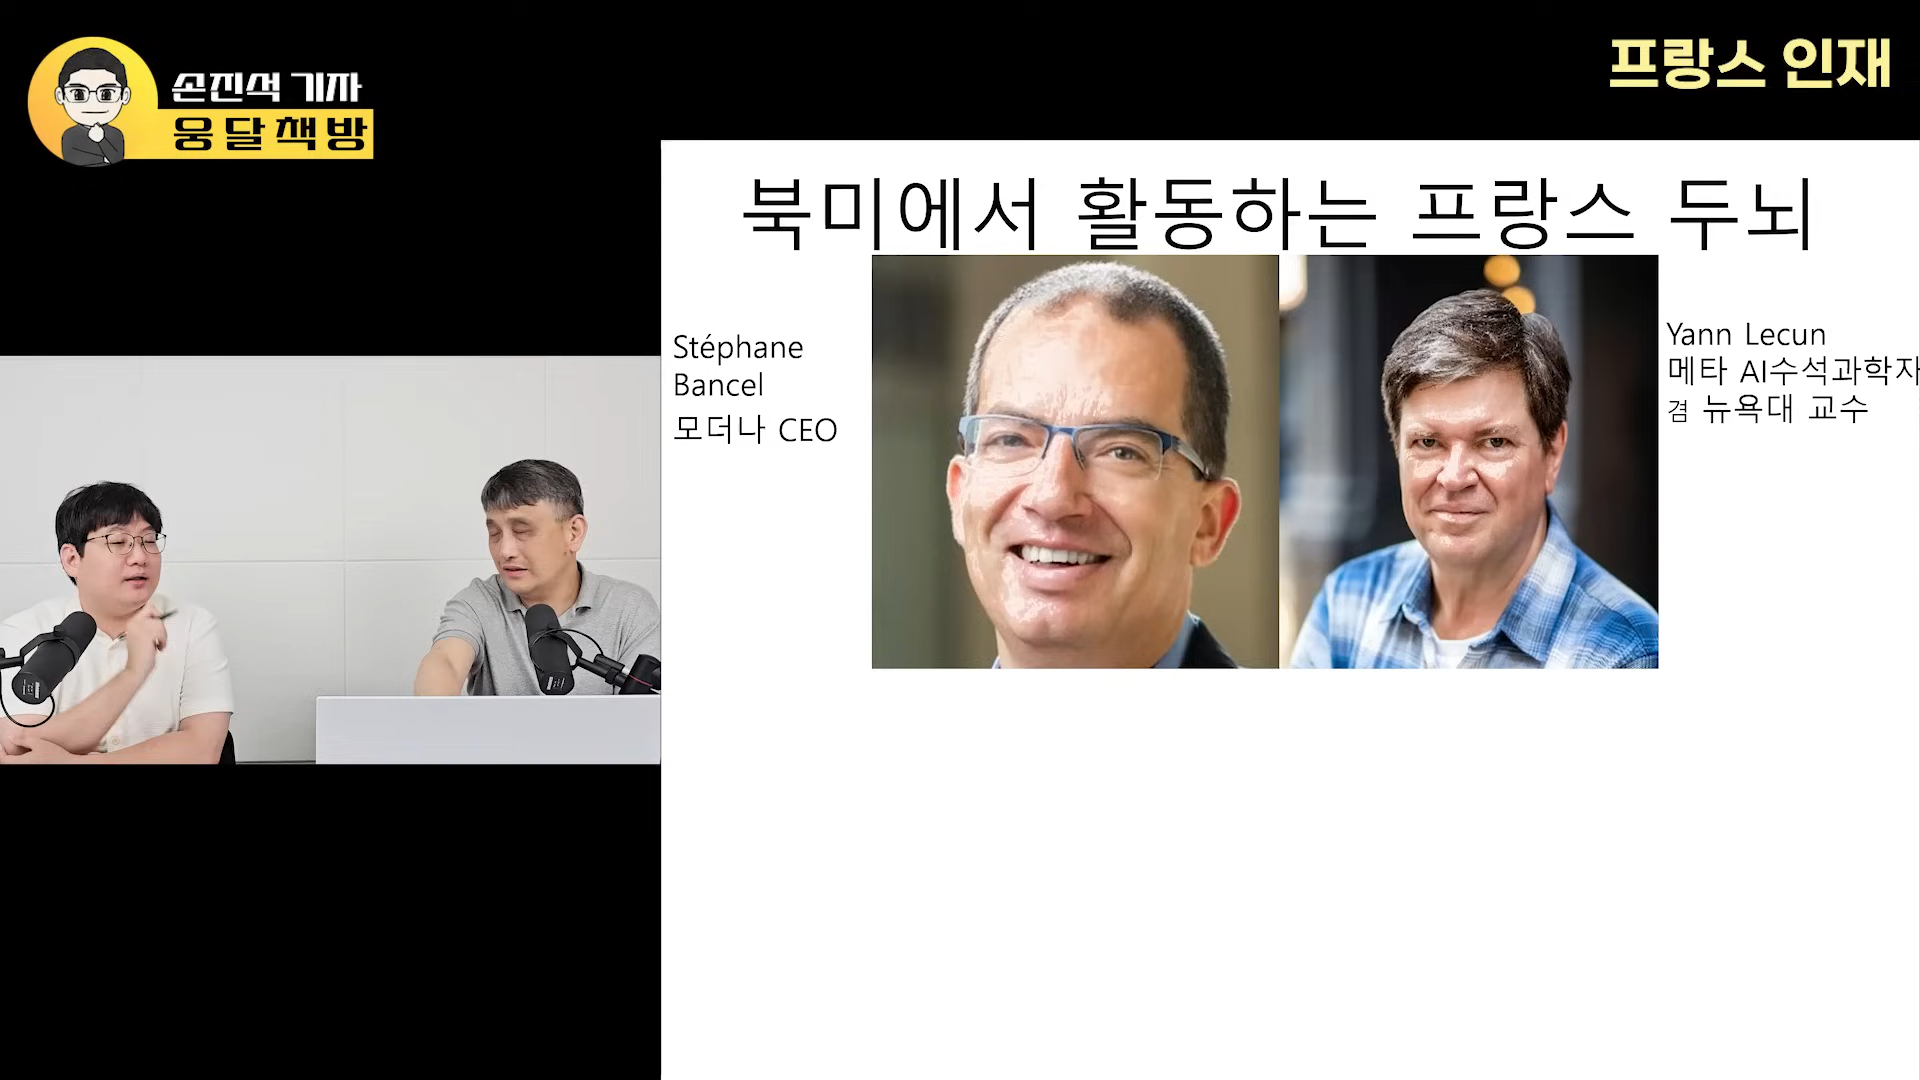 손진석 기자
웅달책방
프랑스 인재
북미에서 활동하는 프랑스 두뇌
Stéphane
Bancel
모더나 CEO
Yann Lecun
메타 AI수석과학자
겸 뉴욕대 교수